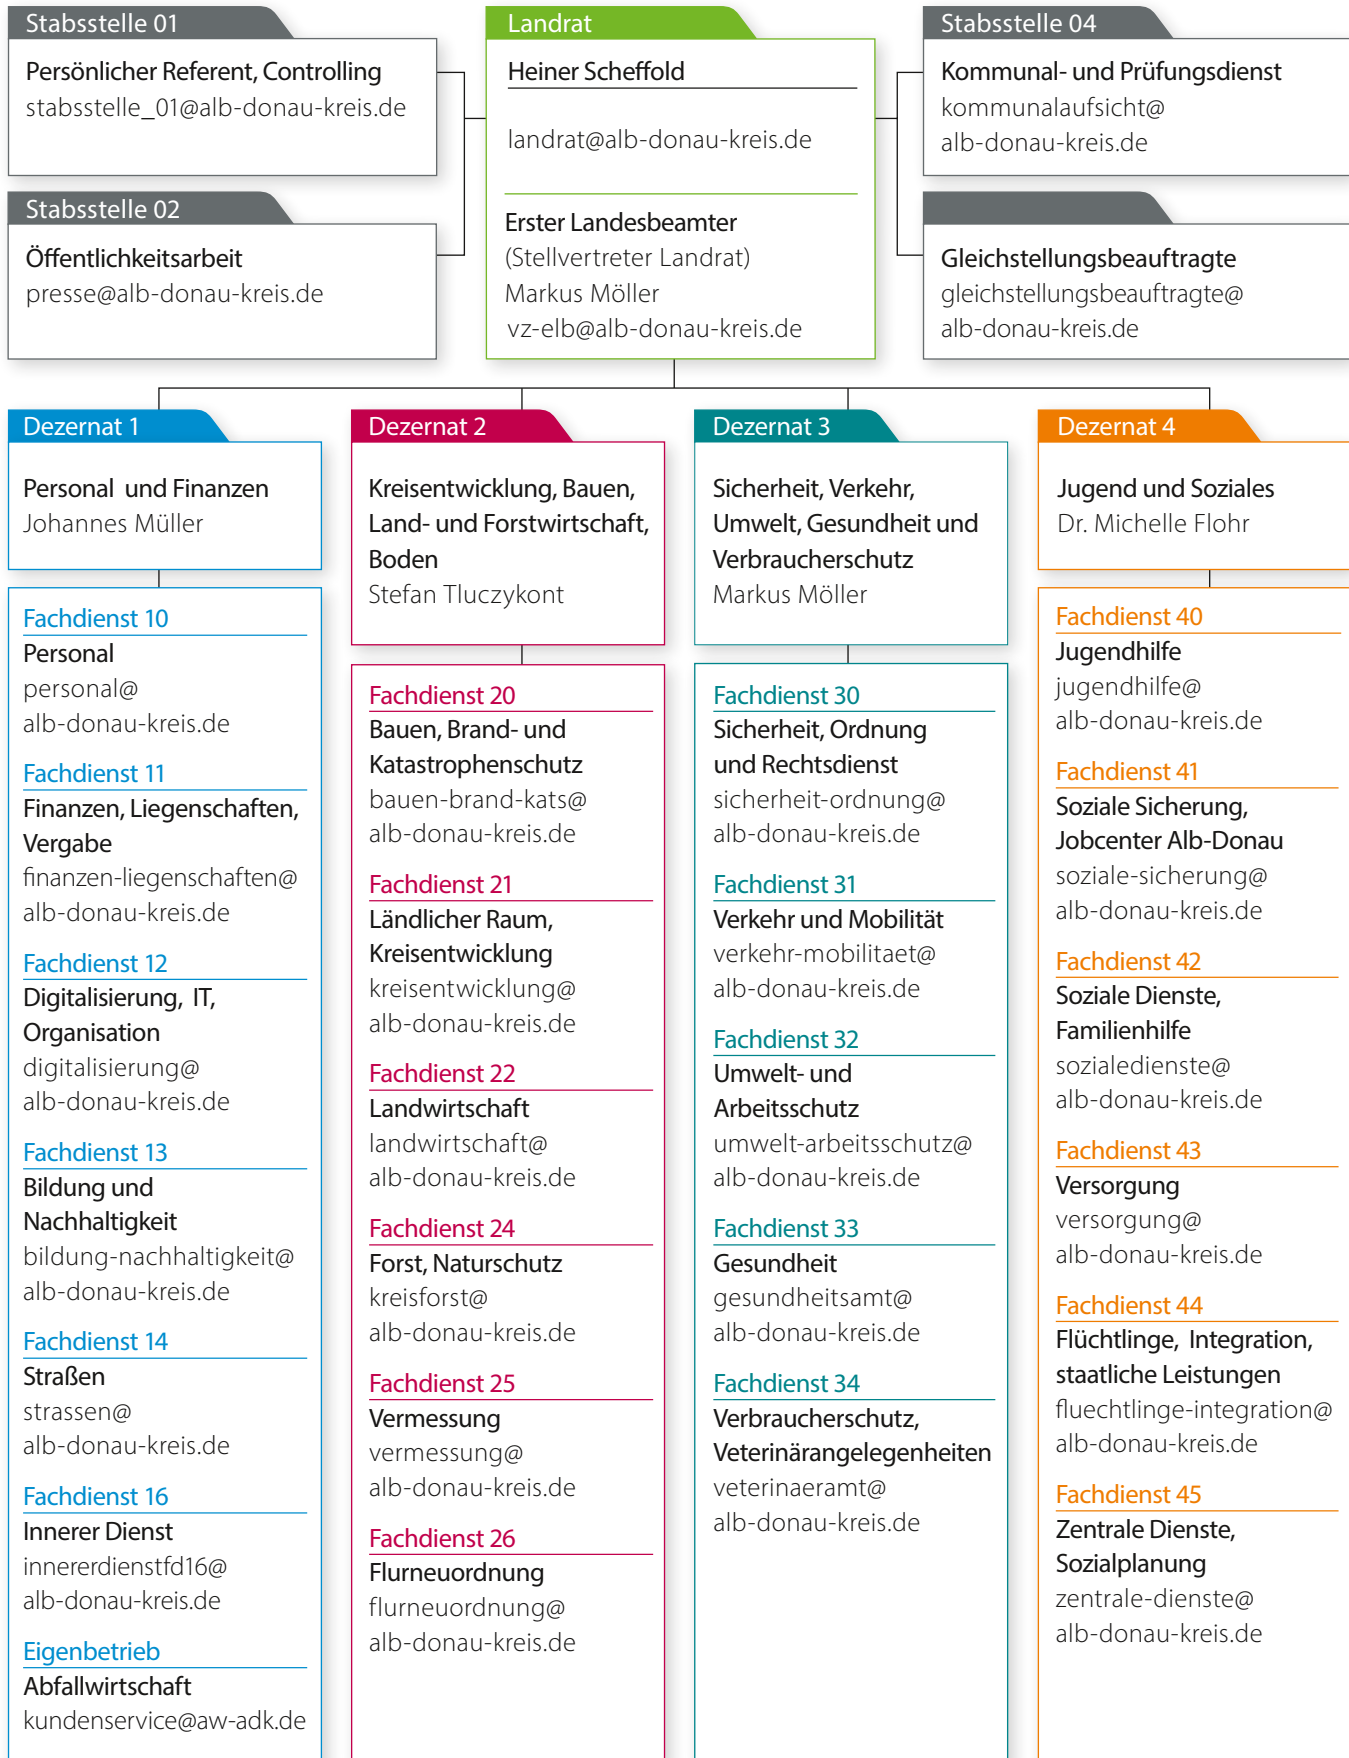 Stabsstelle 01
Persönlicher Referent, Controlling
stabsstelle_01@alb-donau-kreis.de
Stabsstelle 02
Öffentlichkeitsarbeit
presse@alb-donau-kreis.de
Landrat
Heiner Scheffold
landrat@alb-donau-kreis.de
Erster Landesbeamter
(Stellvertreter Landrat)
Markus Möller
vz-elb@alb-donau-kreis.de
Stabsstelle 04
Kommunal- und Prüfungsdienst
kommunalaufsicht@
alb-donau-kreis.de
Gleichstellungsbeauftragte
gleichstellungsbeauftragte@
alb-donau-kreis.de
Dezernat 1
Personal und Finanzen
Johannes Müller
Fachdienst 10
Personal
personal@
alb-donau-kreis.de
Fachdienst 11
Finanzen, Liegenschaften,
Vergabe
finanzen-liegenschaften@
alb-donau-kreis.de
Fachdienst 12
Digitalisierung, IT,
Organisation
digitalisierung@
alb-donau-kreis.de
Fachdienst 13
Bildung und
Nachhaltigkeit
bildung-nachhaltigkeit@
alb-donau-kreis.de
Fachdienst 14
Straßen
strassen@
alb-donau-kreis.de
Fachdienst 16
Innerer Dienst
innererdienstfd16@
alb-donau-kreis.de
Eigenbetrieb
Abfallwirtschaft
kundenservice@aw-adk.de
Dezernat 2
Kreisentwicklung, Bauen,
Land- und Forstwirtschaft,
Boden
Stefan Tluczykont
Fachdienst 20
Bauen, Brand- und
Katastrophenschutz
bauen-brand-kats@
alb-donau-kreis.de
Fachdienst 21
Ländlicher Raum,
Kreisentwicklung
kreisentwicklung@
alb-donau-kreis.de
Fachdienst 22
Landwirtschaft
landwirtschaft@
alb-donau-kreis.de
Fachdienst 24
Forst, Naturschutz
kreisforst@
alb-donau-kreis.de
Fachdienst 25
Vermessung
vermessung@
alb-donau-kreis.de
Fachdienst 26
Flurneuordnung
flurneuordnung@
alb-donau-kreis.de
Dezernat 3
Sicherheit, Verkehr,
Umwelt, Gesundheit und
Verbraucherschutz
Markus Möller
Fachdienst 30
Sicherheit, Ordnung
und Rechtsdienst
sicherheit-ordnung@
alb-donau-kreis.de
Fachdienst 31
Verkehr und Mobilität
verkehr-mobilitaet@
alb-donau-kreis.de
Fachdienst 32
Umwelt- und
Arbeitsschutz
umwelt-arbeitsschutz@
alb-donau-kreis.de
Fachdienst 33
Gesundheit
gesundheitsamt@
alb-donau-kreis.de
Fachdienst 34
Verbraucherschutz,
Veterinärangelegenheiten
veterinaeramt@
alb-donau-kreis.de
Dezernat 4
Jugend und Soziales
Dr. Michelle Flohr
Fachdienst 40
Jugendhilfe
jugendhilfe@
alb-donau-kreis.de
Fachdienst 41
Soziale Sicherung,
Jobcenter Alb-Donau
soziale-sicherung@
alb-donau-kreis.de
Fachdienst 42
Soziale Dienste,
Familienhilfe
sozialedienste@
alb-donau-kreis.de
Fachdienst 43
Versorgung
versorgung@
alb-donau-kreis.de
Fachdienst 44
Flüchtlinge, Integration,
staatliche Leistungen
fluechtlinge-integration@
alb-donau-kreis.de
Fachdienst 45
Zentrale Dienste,
Sozialplanung
zentrale-dienste@
alb-donau-kreis.de